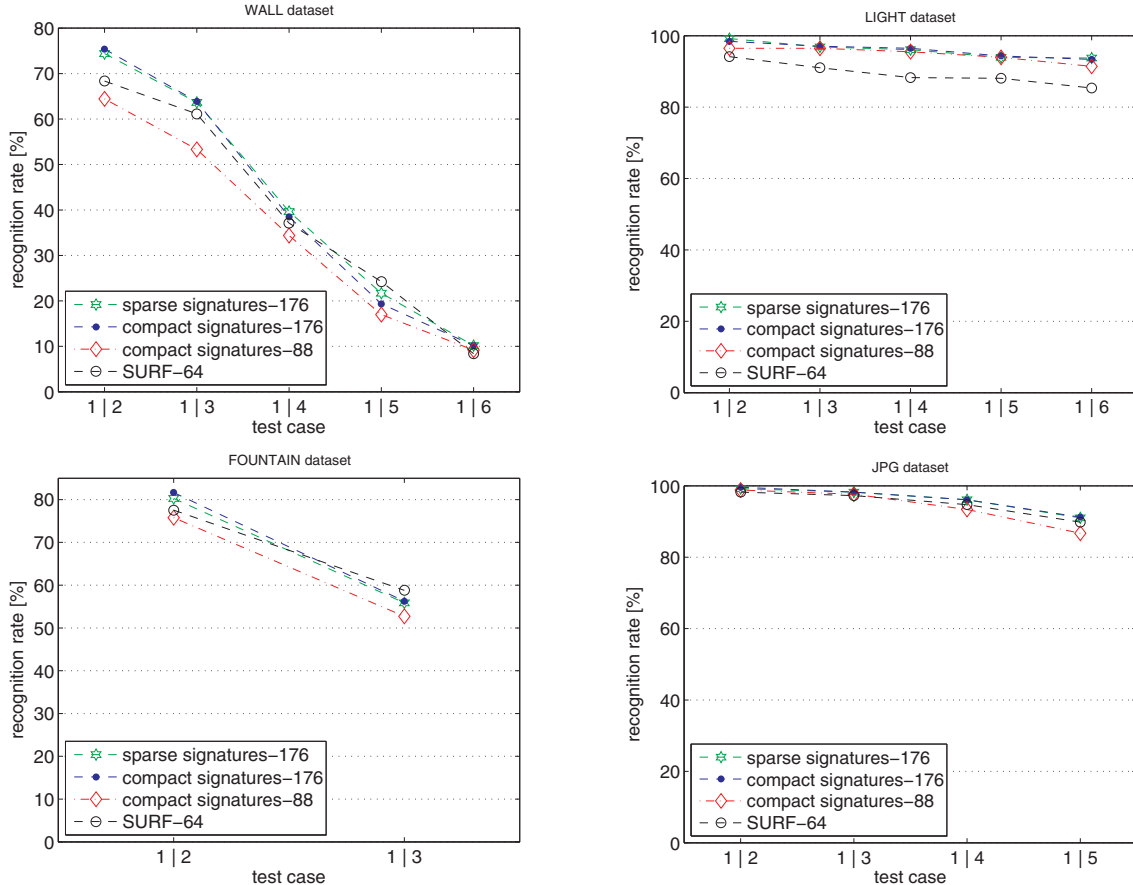 WALL dataset
80
70
60
50
40
30
20
10
0
recognition rate [%]
sparse signatures−176
compact signatures−176
compact signatures−88
SURF−64
1 | 2
1 | 3
1 | 4
1 | 5
1 | 6
test case
LIGHT dataset
100
80
60
40
20
0
recognition rate [%]
sparse signatures−176
compact signatures−176
compact signatures−88
SURF−64
1 | 2
1 | 3
1 | 4
1 | 5
1 | 6
test case
FOUNTAIN dataset
80
70
60
50
40
30
20
10
0
recognition rate [%]
sparse signatures−176
compact signatures−176
compact signatures−88
SURF−64
1 | 2
1 | 3
test case
JPG dataset
100
80
60
40
20
0
recognition rate [%]
sparse signatures−176
compact signatures−176
compact signatures−88
SURF−64
1 | 2
1 | 3
1 | 4
1 | 5
test case